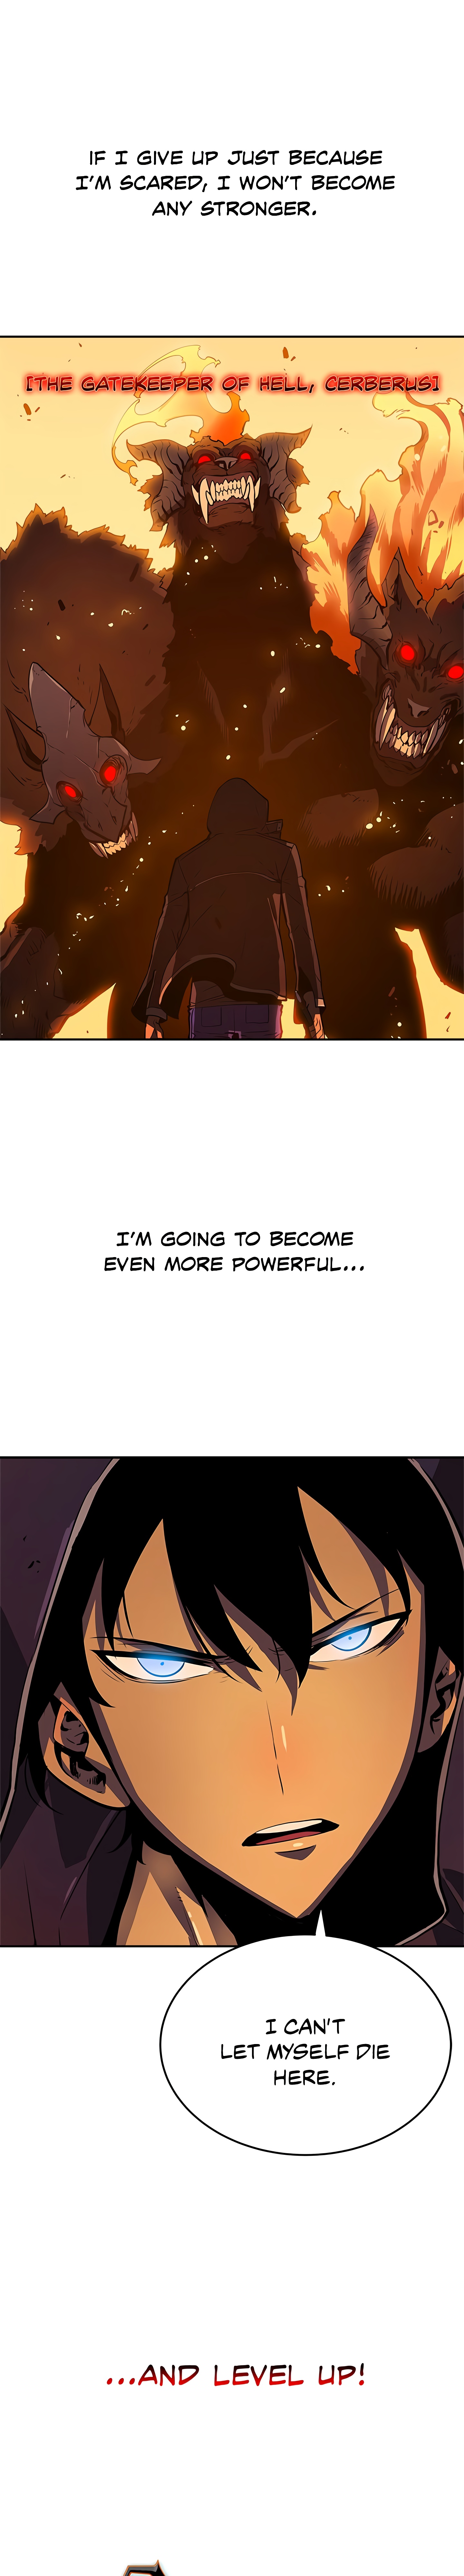 IF I GIVE UP JUST BECAUSE
I'M SCARED, I WON'T BECOME
ANY STRONGER.
[THE GATEKEEPER OF HELL, CERBERUS]
I'M GOING TO BECOME
EVEN MORE POWERFUL...
I CAN'T
LET MYSELF DIE
HERE.
...AND LEVEL UP!